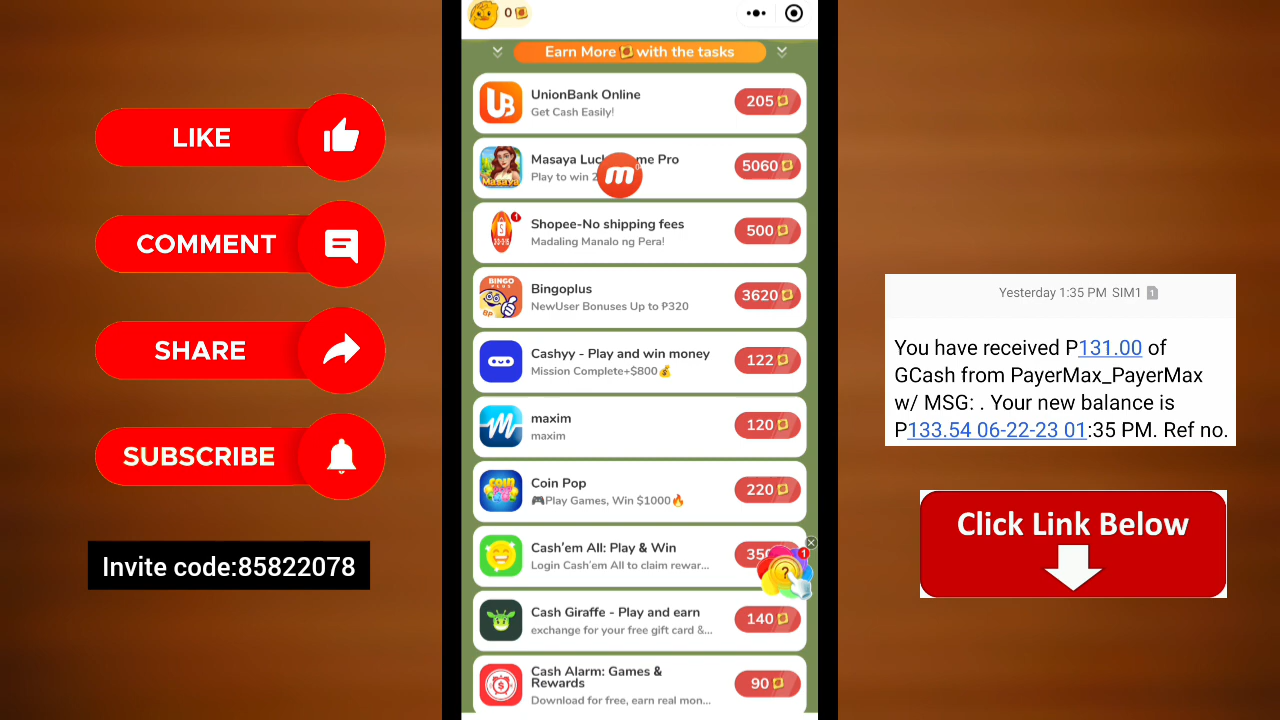 LIKE
COMMENT
SHARE
SUBSCRIBE
Invite code:85822078
0
Earn More with the tasks
UnionBank Online
Get Cash Easily!
205
Masaya Pro
Play to win
5060
Shopee-No shipping fees
Madaling Manalo ng Pera!
500
Bingoplus
NewUser Bonuses Up to ₱320
3620
Cashyy - Play and win money
Mission Complete+$800💰
122
maxim
maxim
120
Coin Pop
🎮Play Games, Win $1000🔥
220
Cash'em All: Play & Win
Login Cash'em All to claim rewar...
Cash Giraffe - Play and earn
exchange for your free gift card &...
140
Cash Alarm: Games &
Rewards
Download for free, earn real mon...
90
Yesterday 1:35 PM SIM1 1
You have received P131.00 of
GCash from PayerMax_PayerMax
w/ MSG: . Your new balance is
P133.54 06-22-23 01:35 PM. Ref no.
Click Link Below